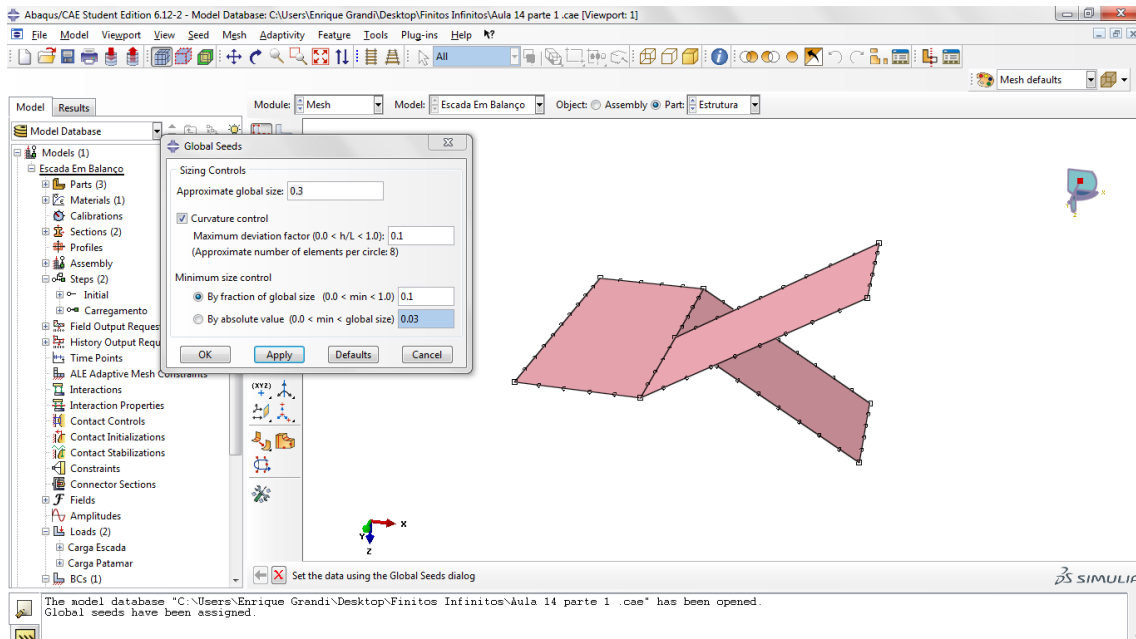 Abaqus/CAE Student Edition 6.12-2 - Model Database: C:\Users\Enrique Grandi\Desktop\Finitos Infinitos\Aula 14 parte 1 .cae [Viewport: 1]
File Model Viewport View Seed Mesh Adaptivity Feature Tools Plug-ins Help
All
Mesh defaults
Model Results
Module: Mesh Model: Escada Em Balanço Object: Assembly Part: Estrutura
Model Database
Models (1)
Escada Em Balanço
Parts (3)
Materials (1)
Calibrations
Sections (2)
Profiles
Assembly
Steps (2)
Initial
Carregamento
Field Output Reques
History Output Requ
Time Points
ALE Adaptive Mesh Constraints
Interactions
Interaction Properties
Contact Controls
Contact Initializations
Contact Stabilizations
Constraints
Connector Sections
Fields
Amplitudes
Loads (2)
Carga Escada
Carga Patamar
BCs (1)
Global Seeds
Sizing Controls
Approximate global size: 0.3
Curvature control
Maximum deviation factor (0.0 < h/L < 1.0): 0.1
(Approximate number of elements per circle: 8)
Minimum size control
By fraction of global size (0.0 < min < 1.0) 0.1
By absolute value (0.0 < min < global size) 0.03
OK Apply Defaults Cancel
(XYZ)
X
Y
Z
Set the data using the Global Seeds dialog
SIMULIA
The model database "C:\Users\Enrique Grandi\Desktop\Finitos Infinitos\Aula 14 parte 1 .cae" has been opened.
Global seeds have been assigned.